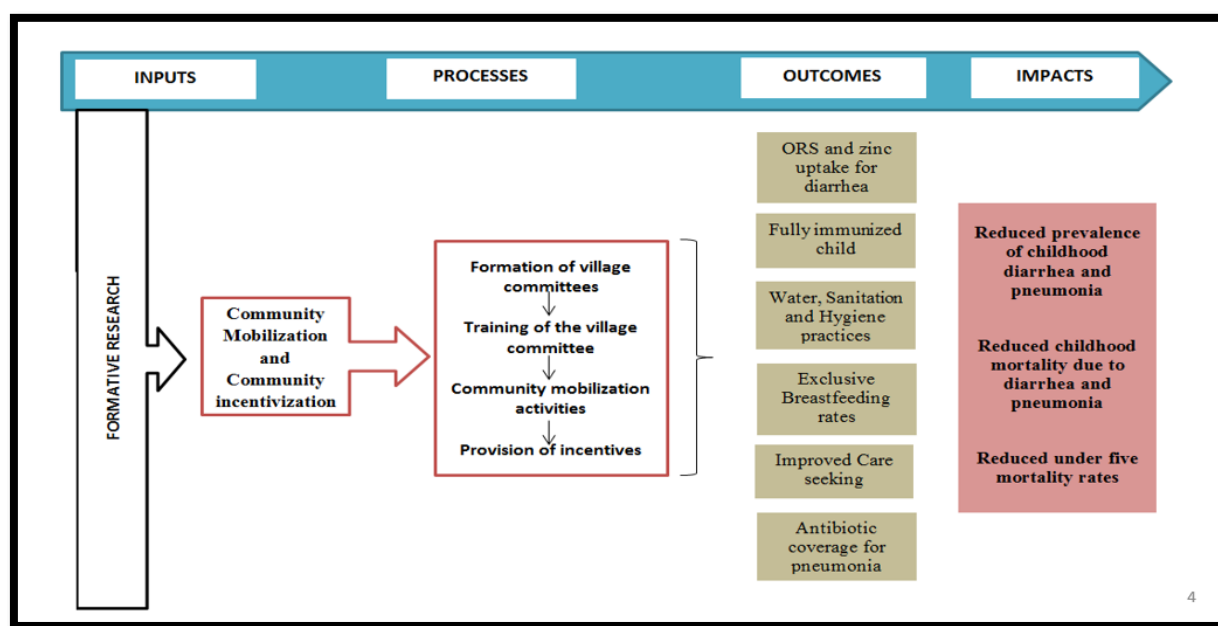 INPUTS
PROCESSES
OUTCOMES
IMPACTS
FORMATIVE RESEARCH
Community
Mobilization
and
Community
incentivization
Formation of village
committees
Training of the village
committee
Community mobilization
activities
Provision of incentives
ORS and zinc
uptake for
diarrhea
Fully immunized
child
Water, Sanitation
and Hygiene
practices
Exclusive
Breastfeeding
rates
Improved Care
seeking
Antibiotic
coverage for
pneumonia
Reduced prevalence
of childhood
diarrhea and
pneumonia
Reduced childhood
mortality due to
diarrhea and
pneumonia
Reduced under five
mortality rates
4